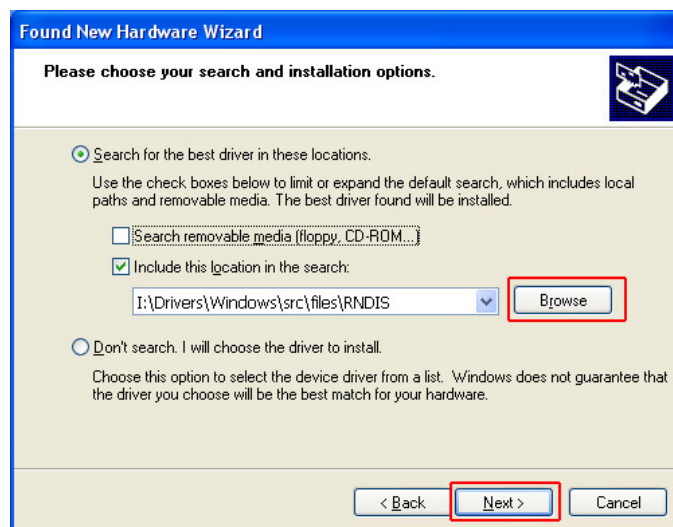 Found New Hardware Wizard
Please choose your search and installation options.
Search for the best driver in these locations.
Use the check boxes below to limit or expand the default search, which includes local
paths and removable media. The best driver found will be installed.
Search removable media (floppy, CD-ROM...)
Include this location in the search:
I:\Drivers\Windows\src\files\RNDIS
Browse
Don't search. I will choose the driver to install.
Choose this option to select the device driver from a list. Windows does not guarantee that
the driver you choose will be the best match for your hardware.
< Back
Next >
Cancel